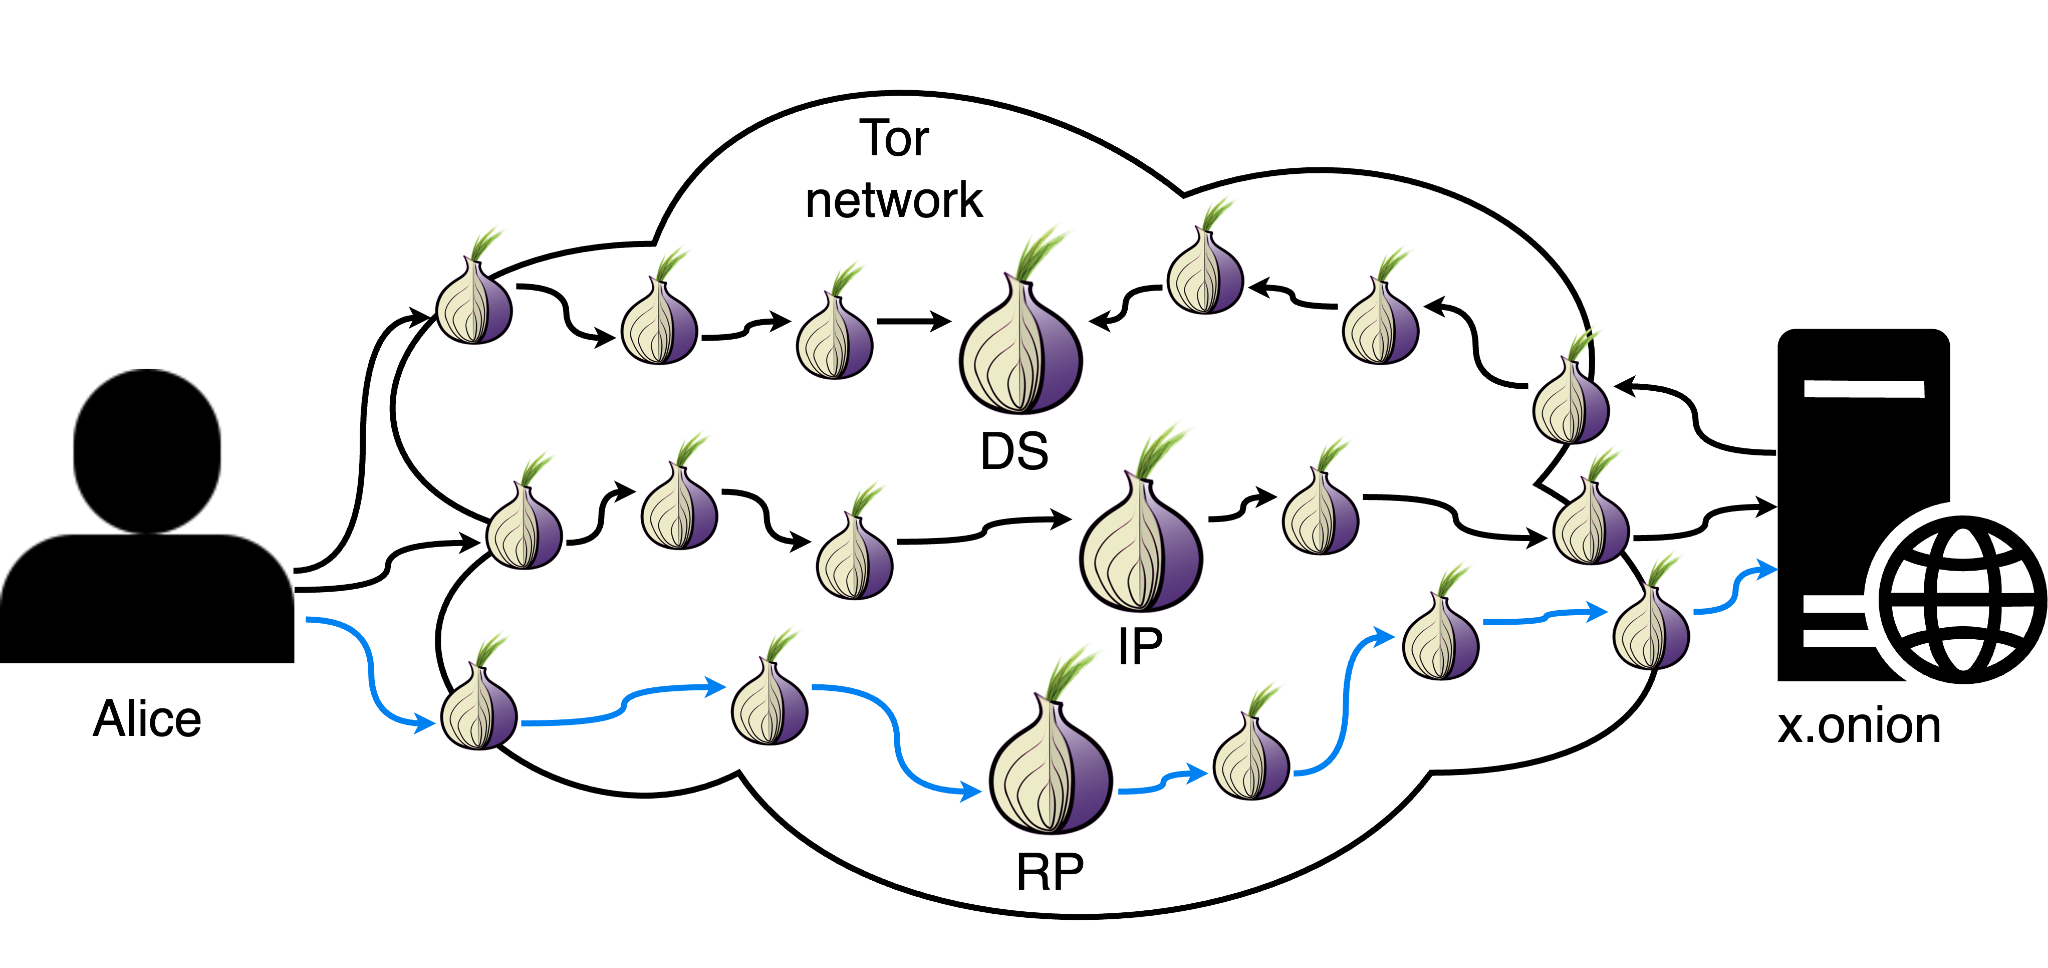 Tor
network
DS
IP
Alice
x.onion
RP